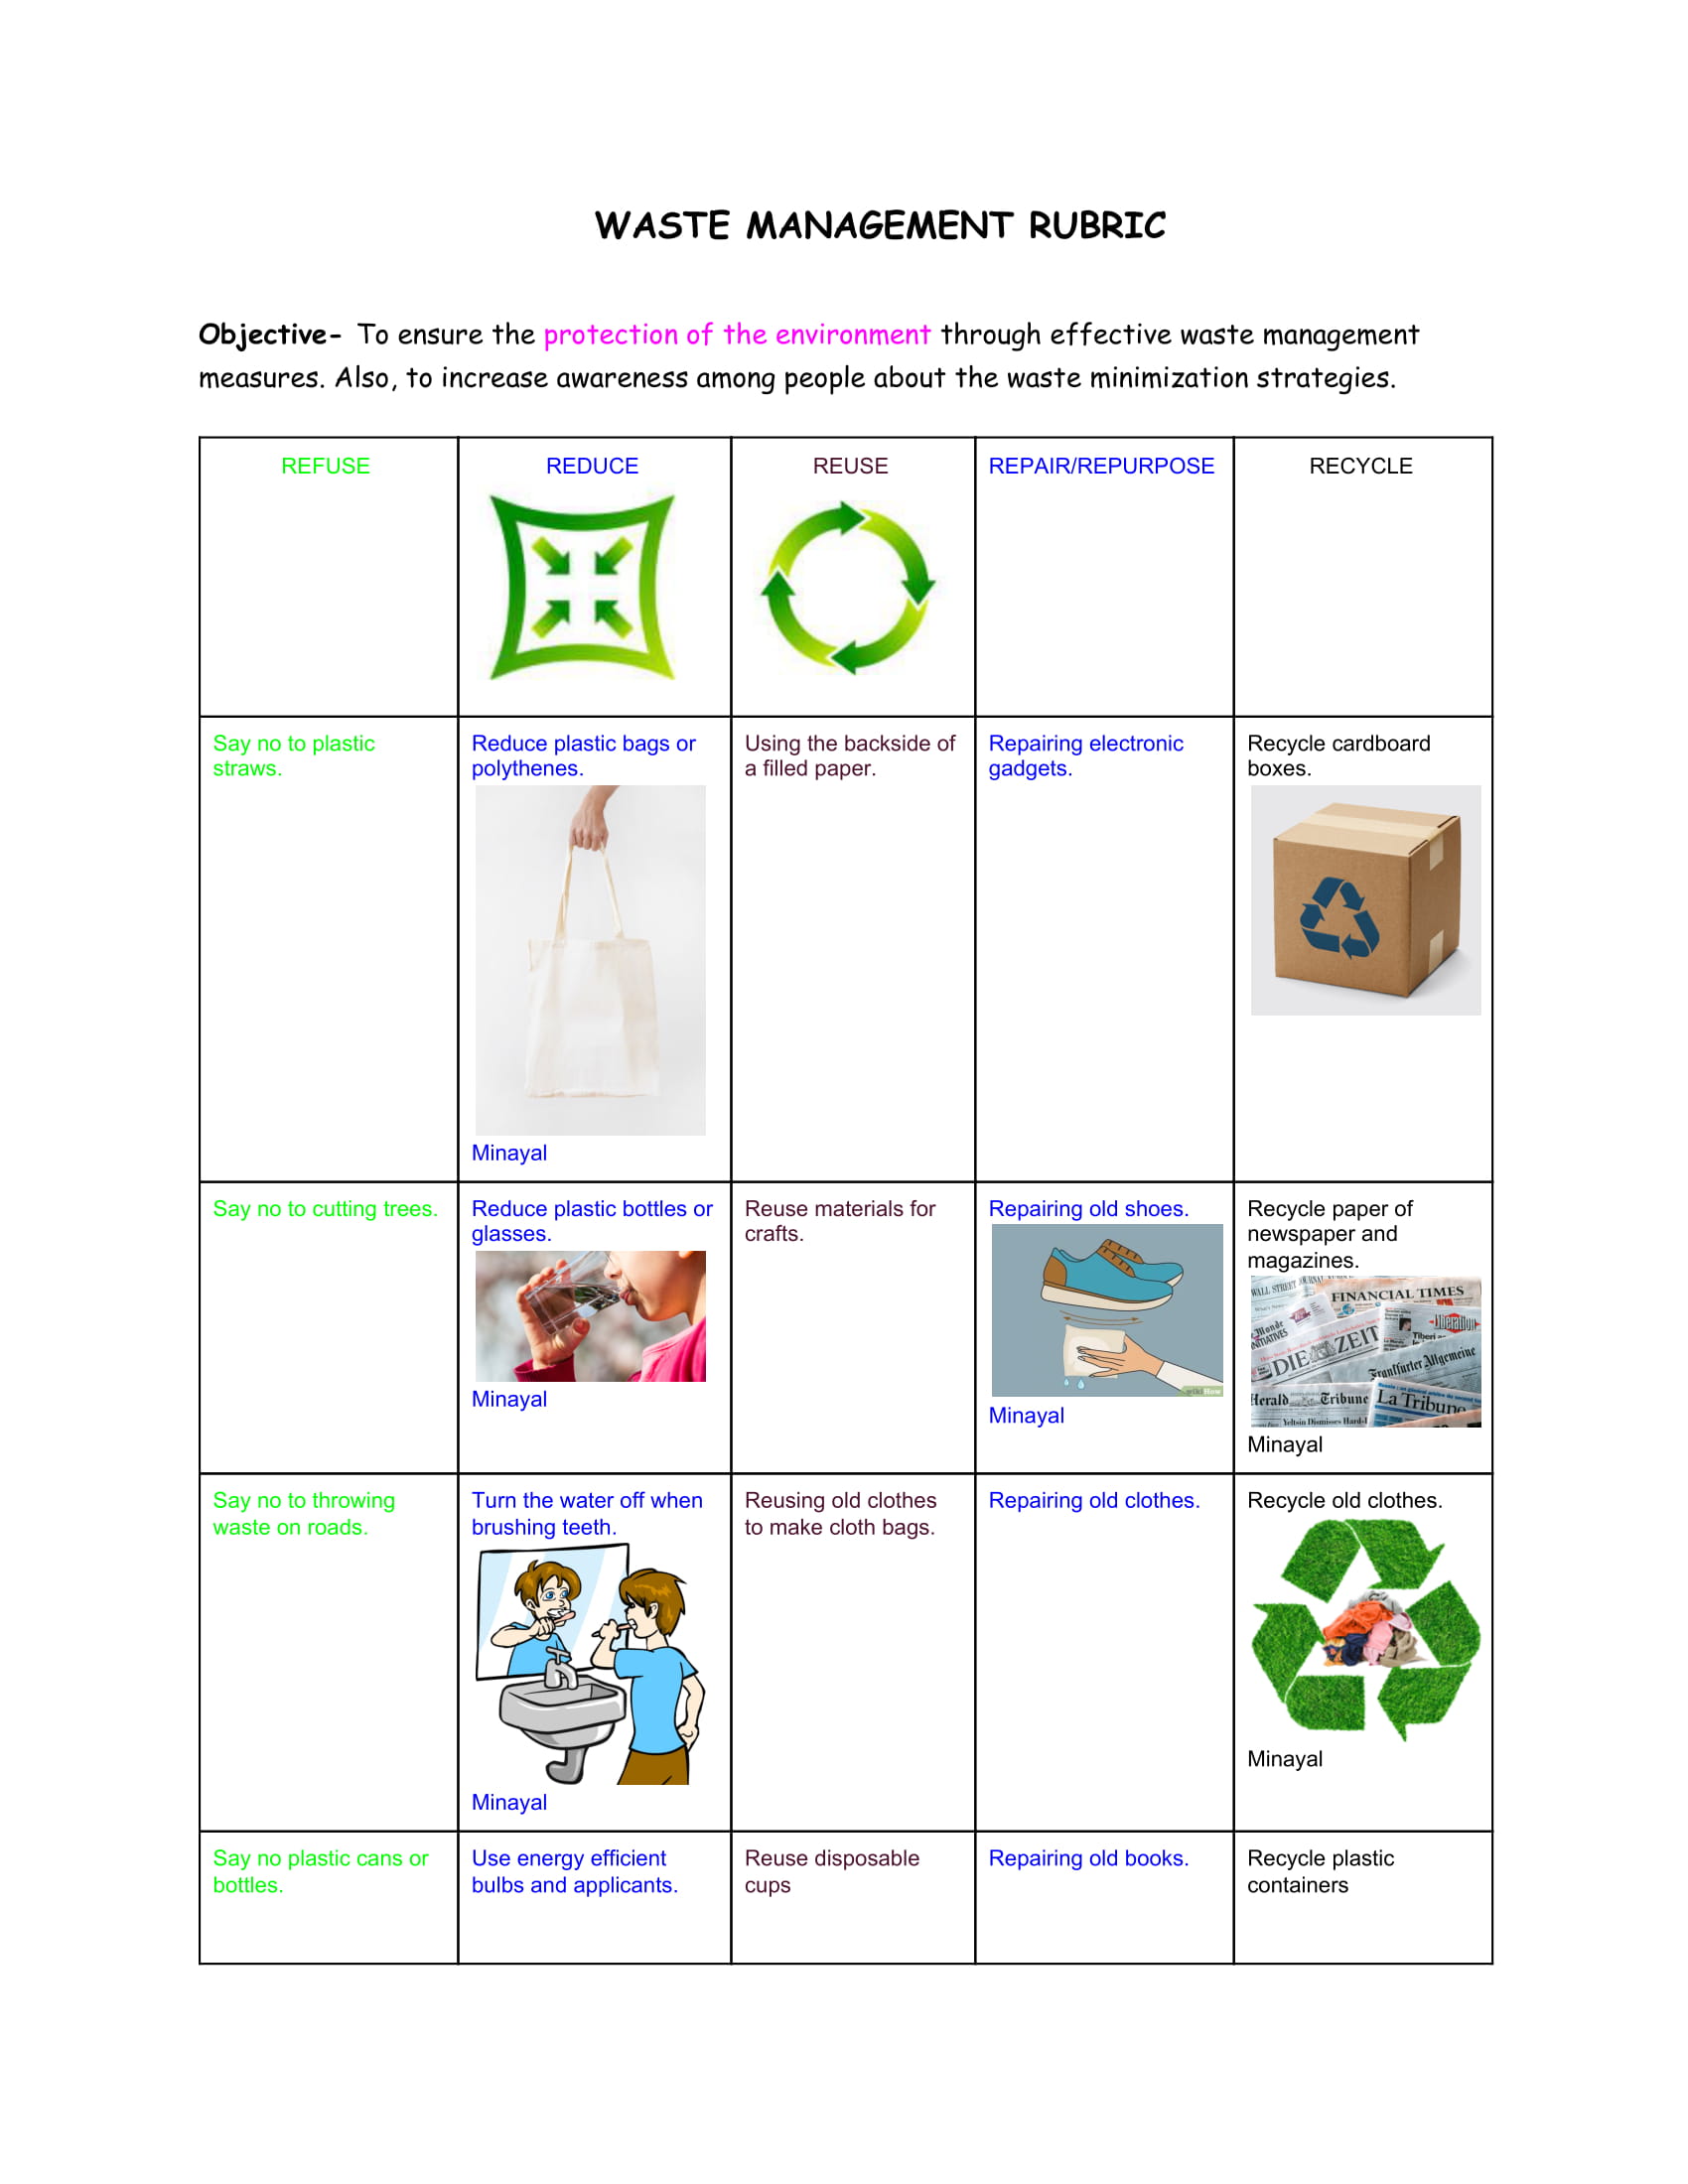 WASTE MANAGEMENT RUBRIC
Objective- To ensure the protection of the environment through effective waste management
measures. Also, to increase awareness among people about the waste minimization strategies.
REFUSE
REDUCE
REUSE
REPAIR/REPURPOSE
RECYCLE
Say no to plastic
straws.
Reduce plastic bags or
polythenes.
Minayal
Using the backside of
a filled paper.
Repairing electronic
gadgets.
Recycle cardboard
boxes.
Say no to cutting trees.
Reduce plastic bottles or
glasses.
Minayal
Reuse materials for
crafts.
Repairing old shoes.
wikiHow
Minayal
Recycle paper of
newspaper and
magazines.
WALL STREET JOURNAL
FINANCIAL TIMES
Monde
INITIATIVES
Libération
DIE ZEIT
Frankfurter Allgemeine
Herald Tribune
La Tribune
Yeltsin Dismisses Hard-
Minayal
Say no to throwing
waste on roads.
Turn the water off when
brushing teeth.
Minayal
Reusing old clothes
to make cloth bags.
Repairing old clothes.
Recycle old clothes.
Minayal
Say no plastic cans or
bottles.
Use energy efficient
bulbs and applicants.
Reuse disposable
cups
Repairing old books.
Recycle plastic
containers